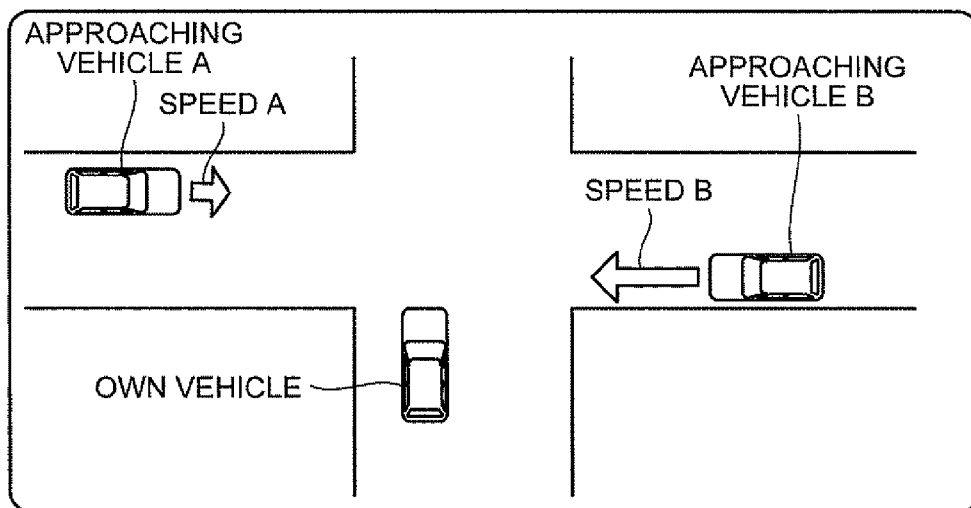 APPROACHING
VEHICLE A
SPEED A
APPROACHING
VEHICLE B
SPEED B
OWN VEHICLE